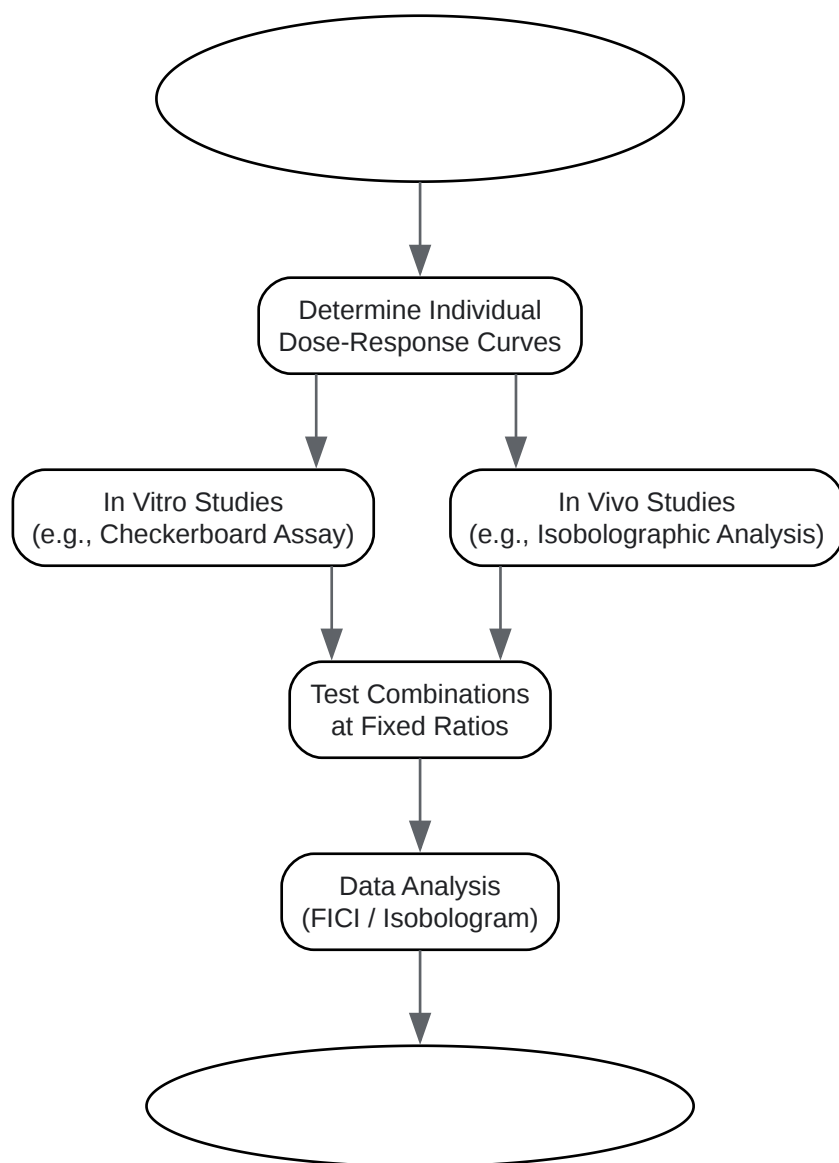 Determine Individual
Dose-Response Curves
In Vitro Studies
(e.g., Checkerboard Assay)
In Vivo Studies
(e.g., Isobolographic Analysis)
Test Combinations
at Fixed Ratios
Data Analysis
(FICI / Isobologram)